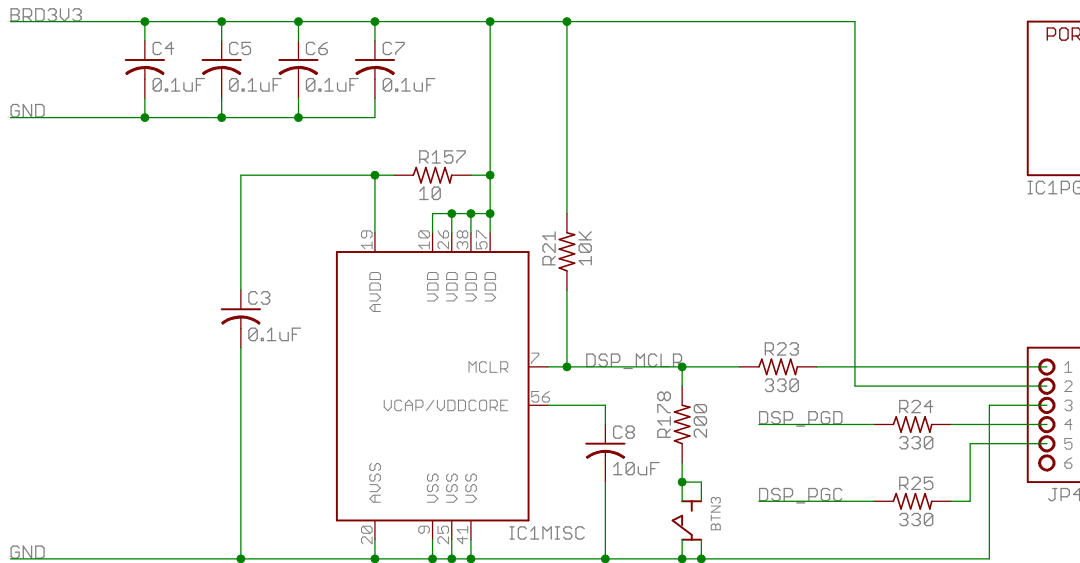 BRD3V3
C4
C5
C6
C7
0.1uF
0.1uF
0.1uF
0.1uF
GND
POR
IC1PG
R157
10
19
10
26
38
57
R21
10K
AVDD
VDD
VDD
VDD
VDD
C3
0.1uF
MCLR
7
DSP_MCLR
R23
330
1
2
3
4
5
6
JP4
VCAP/VDDCORE
56
R178
200
DSP_PGD
R24
330
C8
10uF
DSP_PGC
R25
330
AVSS
VSS
VSS
VSS
BTN3
20
9
25
41
IC1MISC
GND